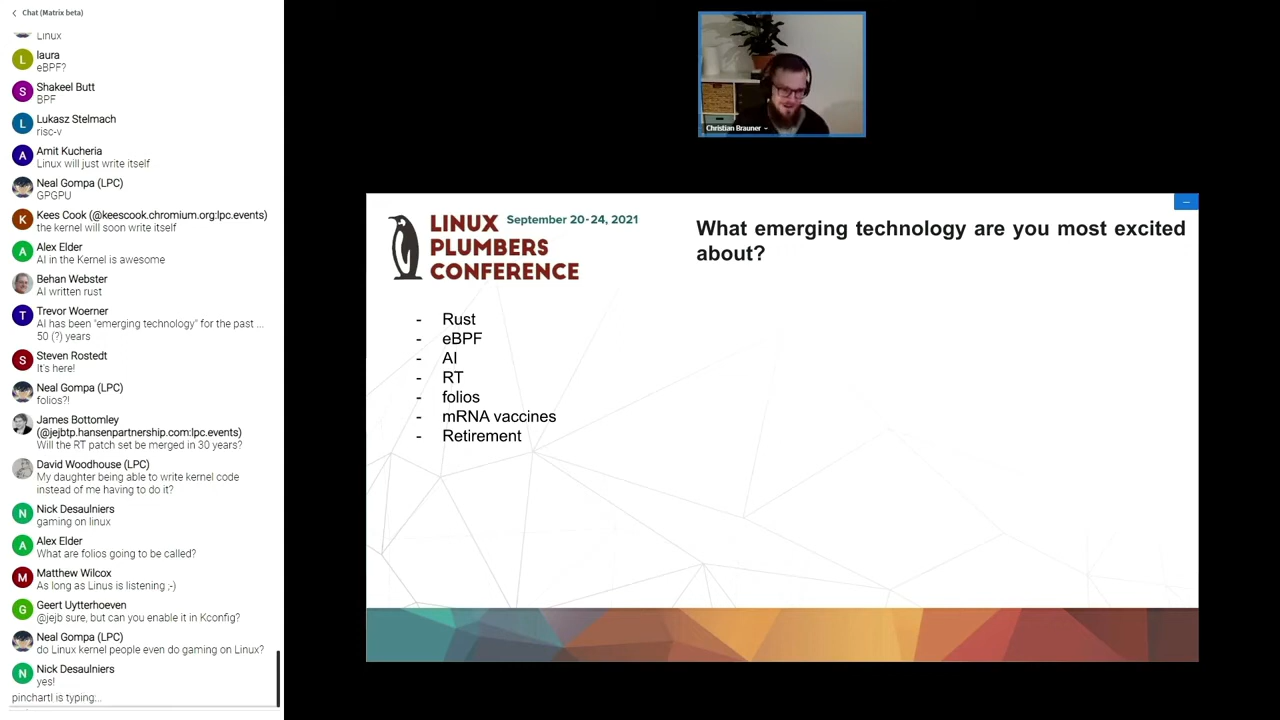 Chat (Matrix beta)
Linux
L
laura
eBPF?
S
Shakeel Butt
BPF
L
Lukasz Stelmach
risc-v
A
Amit Kucheria
Linux will just write itself
Neal Gompa (LPC)
GPGPU
K
Kees Cook (@keescook.chromium.org:lpc.events)
the kernel will soon write itself
A
Alex Elder
AI in the Kernel is awesome
Behan Webster
AI written rust
T
Trevor Woerner
AI has been "emerging technology" for the past ...
50 (?) years
S
Steven Rostedt
It's here!
Neal Gompa (LPC)
folios?!
James Bottomley
(@jejbtp.hansenpartnership.com:lpc.events)
Will the RT patch set be merged in 30 years?
David Woodhouse (LPC)
My daughter being able to write kernel code
instead of me having to do it?
N
Nick Desaulniers
gaming on linux
A
Alex Elder
What are folios going to be called?
M
Matthew Wilcox
As long as Linus is listening ;-)
G
Geert Uytterhoeven
@jejb sure, but can you enable it in Kconfig?
Neal Gompa (LPC)
do Linux kernel people even do gaming on Linux?
N
Nick Desaulniers
yes!
pinchartl is typing...
Christian Brauner
LINUX
PLUMBERS
CONFERENCE
September 20-24, 2021
What emerging technology are you most excited
about?
- Rust
- eBPF
- AI
- RT
- folios
- mRNA vaccines
- Retirement